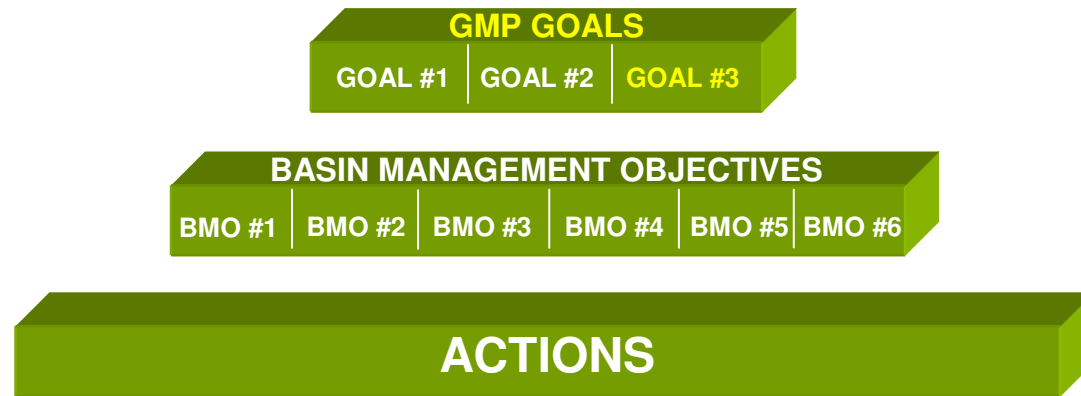 GMP GOALS
GOAL #1 GOAL #2 GOAL #3
BASIN MANAGEMENT OBJECTIVES
BMO #1 BMO #2 BMO #3 BMO #4 BMO #5 BMO #6
ACTIONS